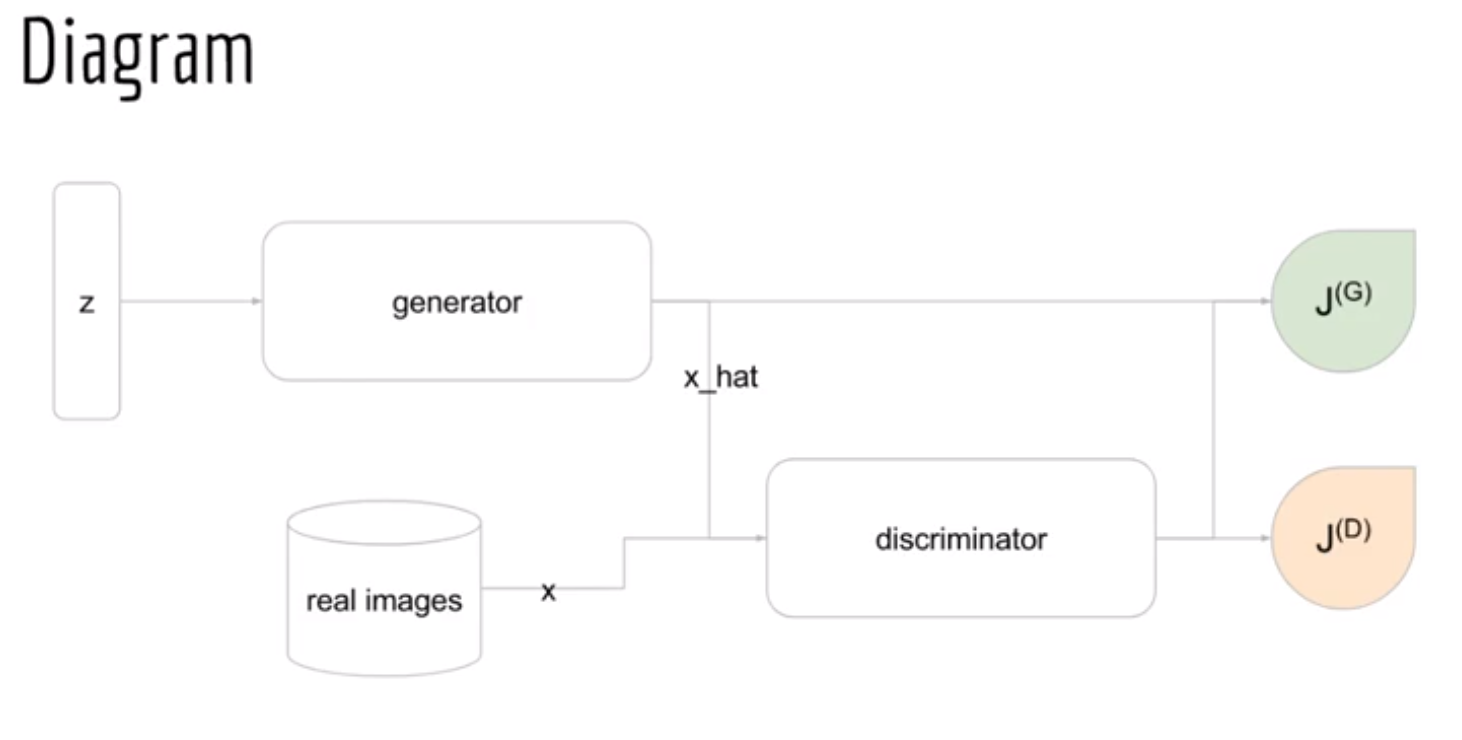 Diagram
z
generator
J(G)
x_hat
discriminator
J(D)
real images
x